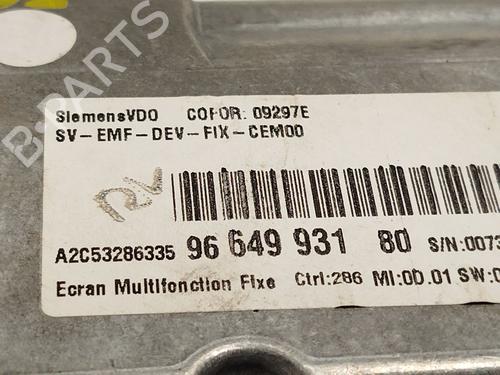 SiemensVDO COFOR: 09297E
SV-EMF-DEV-FIX-CEM00
A2C53286335 96 649 931 80 S/N:0073
Ecran Multifonction Fixe Ctrl:286 MI:0D.01 SW:0
B-PARTS